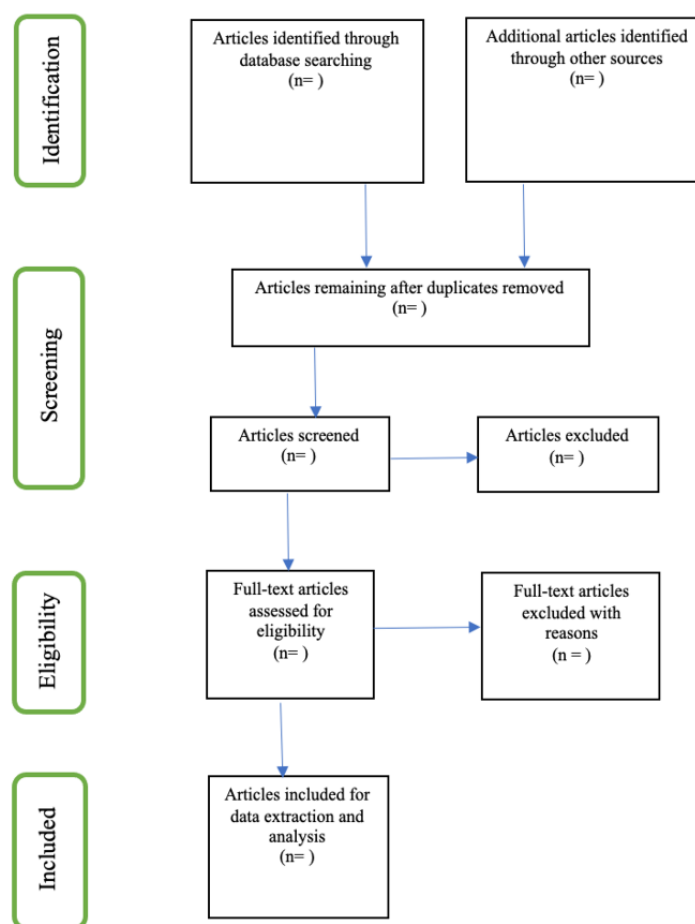 Identification
Articles identified through
database searching
(n= )
Additional articles identified
through other sources
(n= )
Screening
Articles remaining after duplicates removed
(n= )
Articles screened
(n= )
Articles excluded
(n= )
Eligibility
Full-text articles
assessed for
eligibility
(n= )
Full-text articles
excluded with
reasons
(n = )
Included
Articles included for
data extraction and
analysis
(n= )